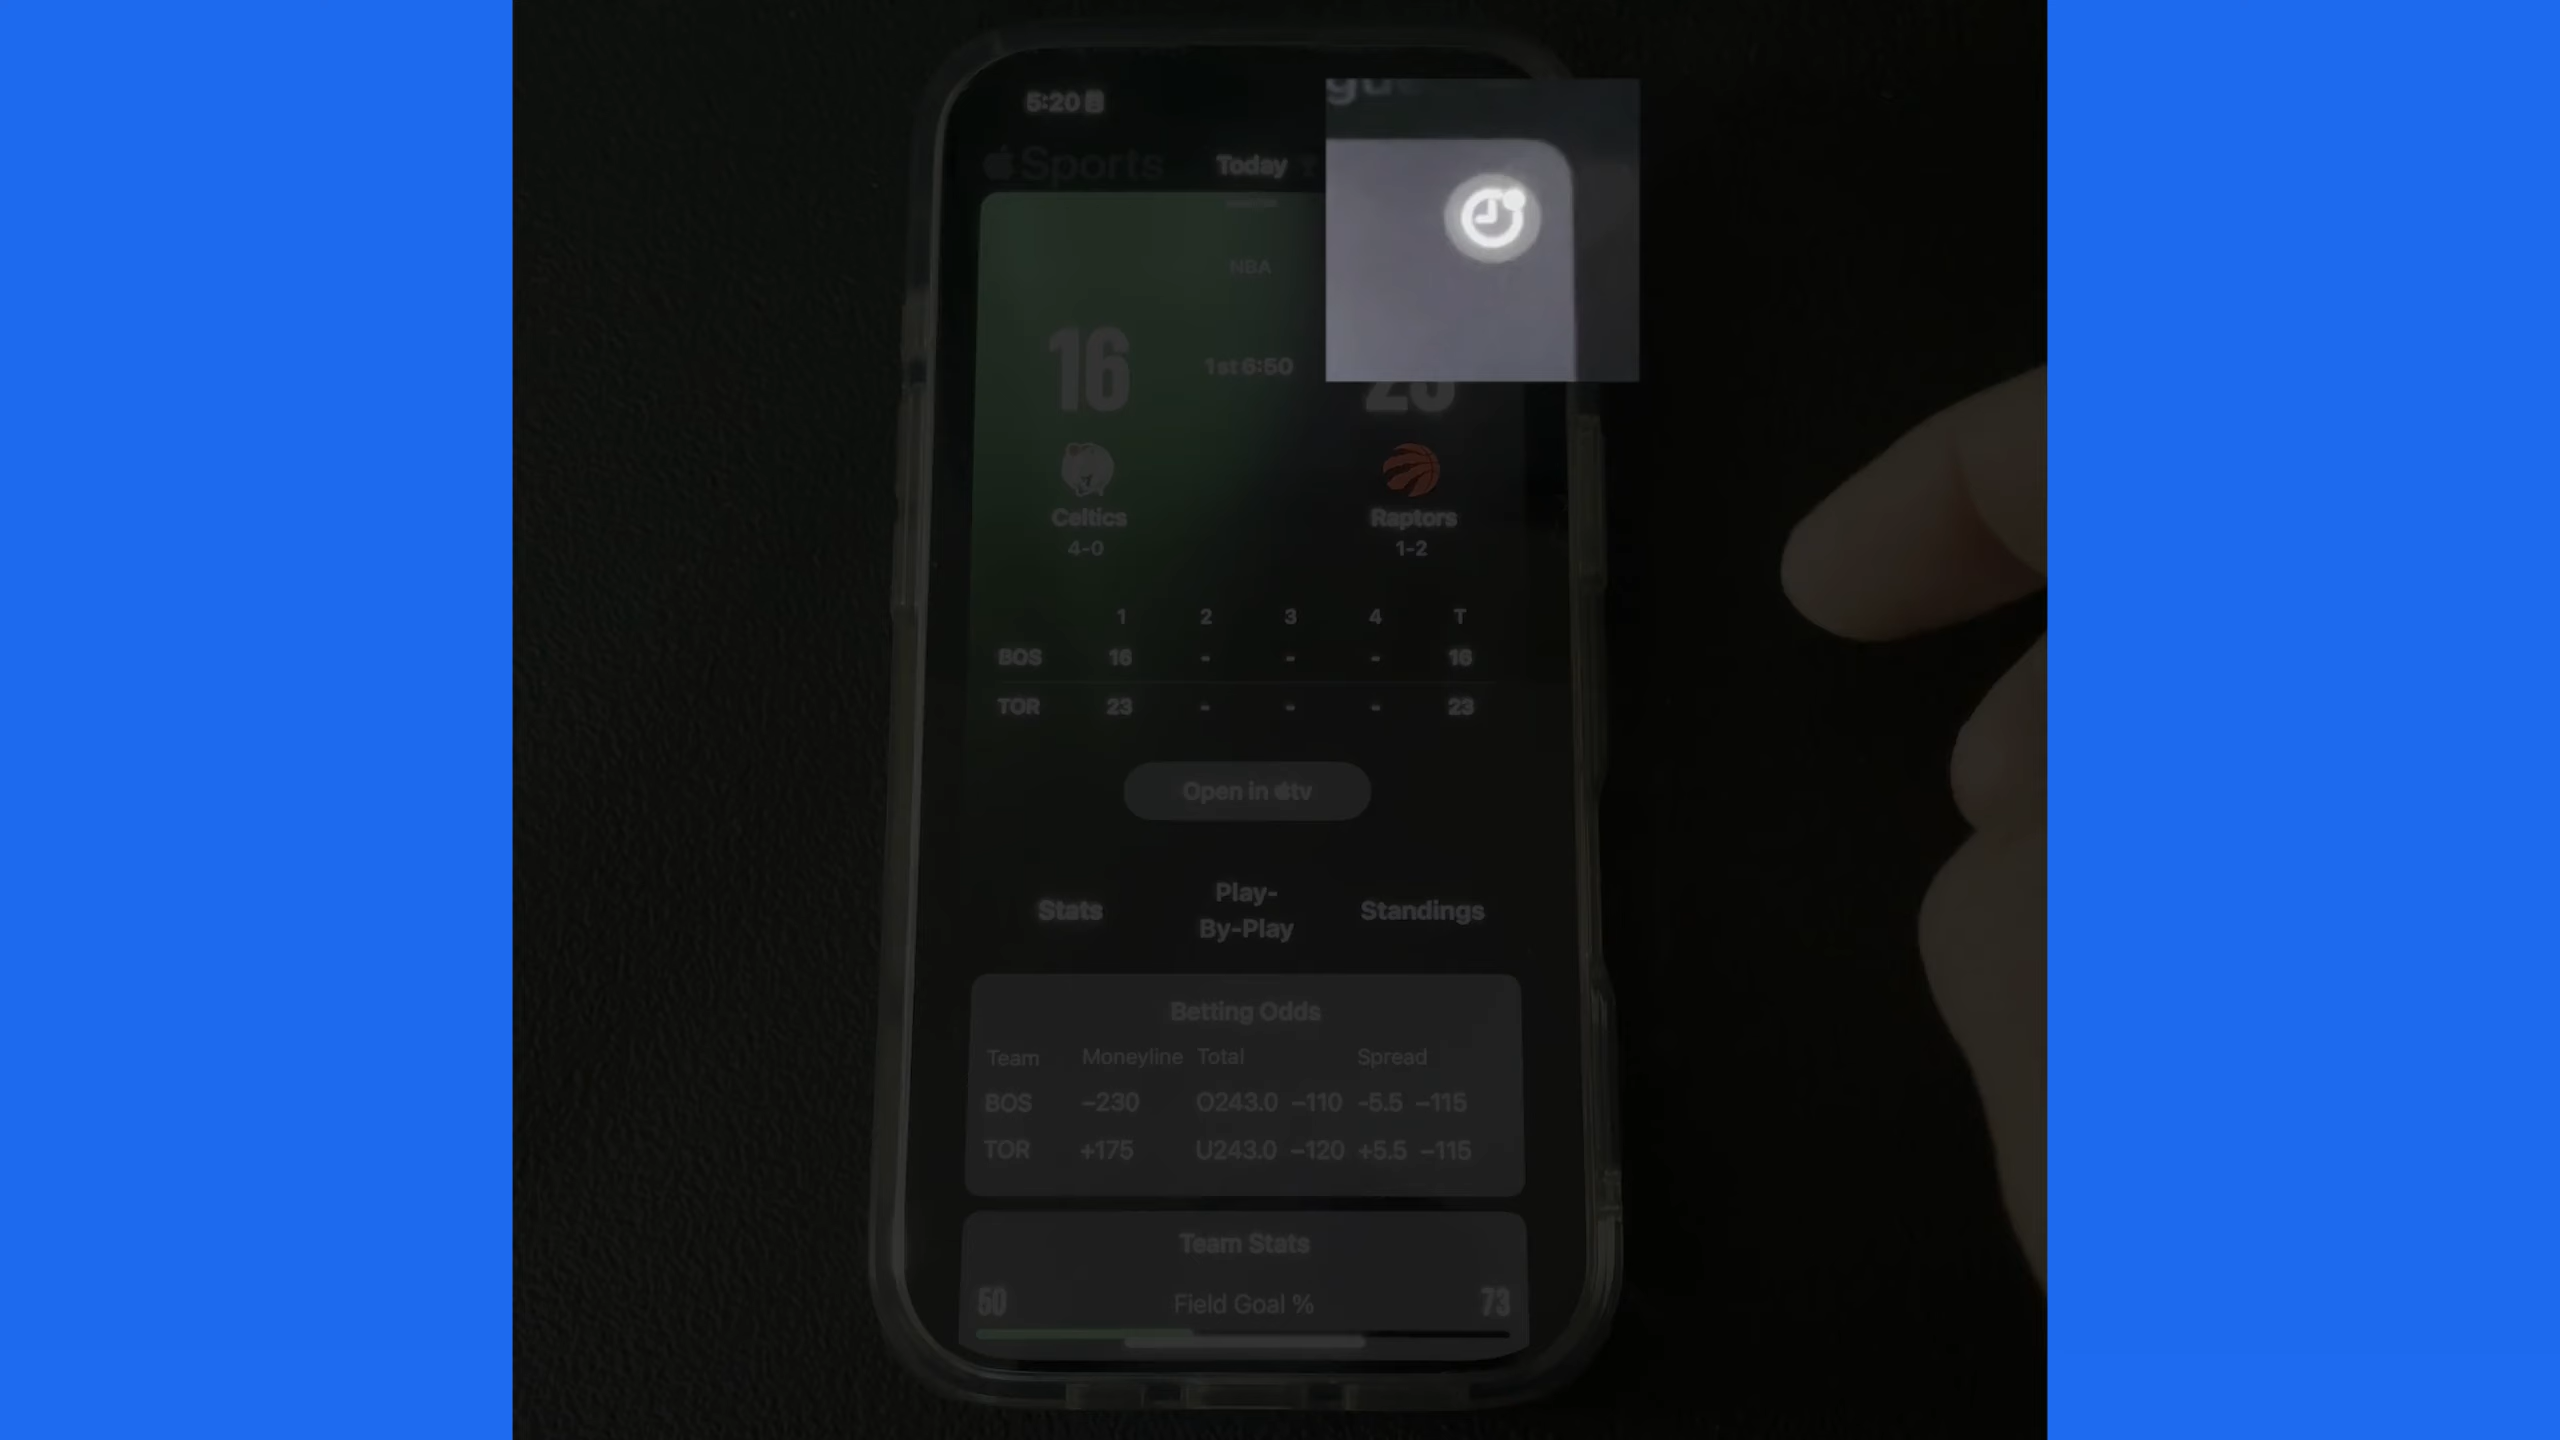 5:20
Sports
Today
NBA
16
1st 6:50
23
Celtics
Raptors
4-0
1-2
1 2 3 4 T
BOS 16 - - - 16
TOR 23 - - - 23
Open in tv
Stats
Play-
By-Play
Standings
Betting Odds
Team Moneyline Total Spread
BOS -230 O243.0 -110 -5.5 -115
TOR +175 U243.0 -120 +5.5 -115
Team Stats
50 Field Goal % 73